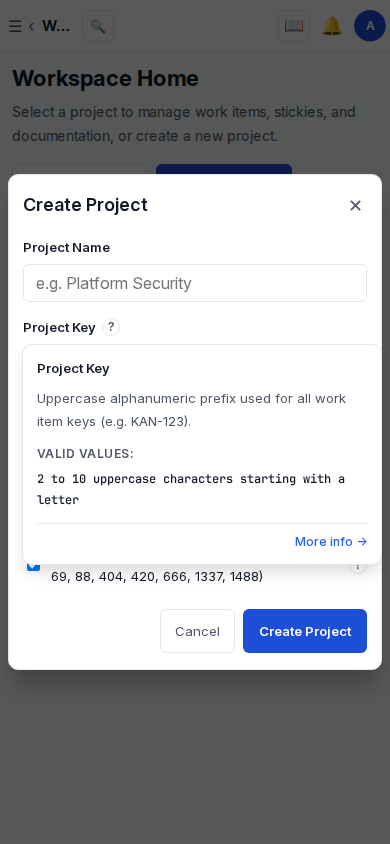 W...
A
Workspace Home
Select a project to manage work items, stickies, and
documentation, or create a new project.
Create Project
Project Name
e.g. Platform Security
Project Key ?
Project Key
Uppercase alphanumeric prefix used for all work
item keys (e.g. KAN-123).
VALID VALUES:
2 to 10 uppercase characters starting with a
letter
More info →
69, 88, 404, 420, 666, 1337, 1488)
Cancel
Create Project